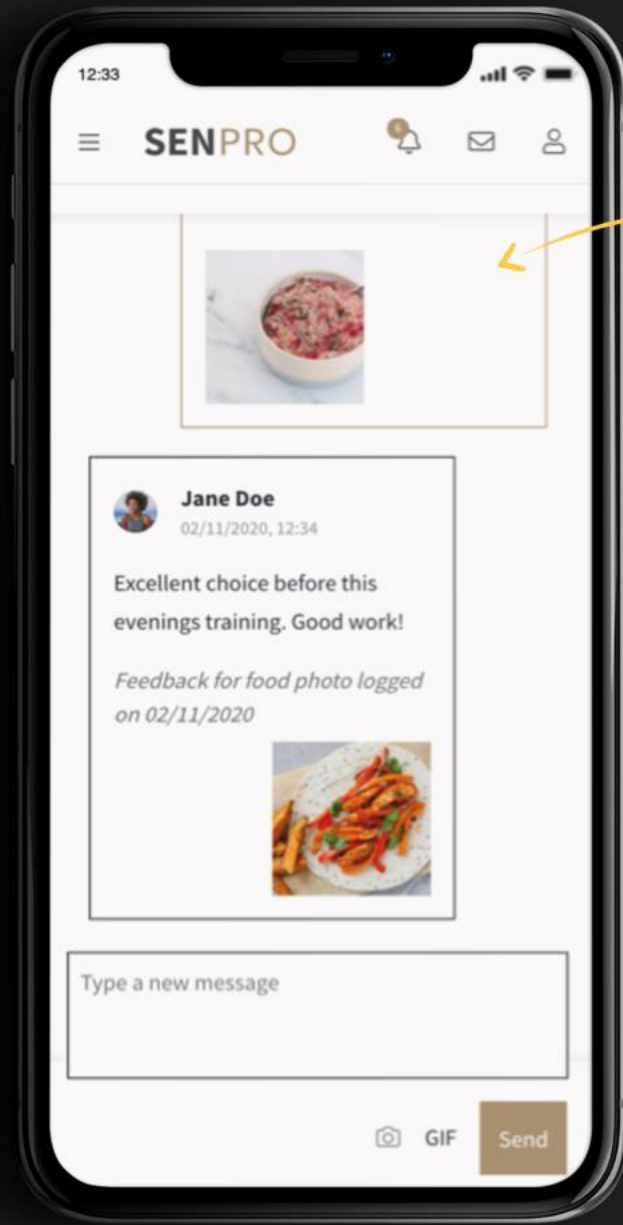 12:33
SENPRO
6
Jane Doe
02/11/2020, 12:34
Excellent choice before this
evenings training. Good work!
Feedback for food photo logged
on 02/11/2020
Type a new message
GIF
Send